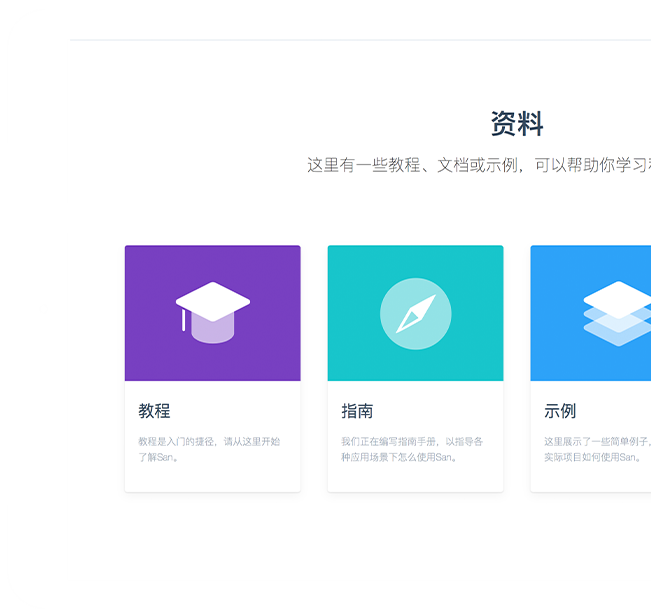 资料
这里有一些教程、文档或示例，可以帮助你学习
教程
教程是入门的捷径，请从这里开始
了解San。
指南
我们正在编写指南手册，以指导各
种应用场景下怎么使用San。
示例
这里展示了一些简单例子，
实际项目如何使用San。